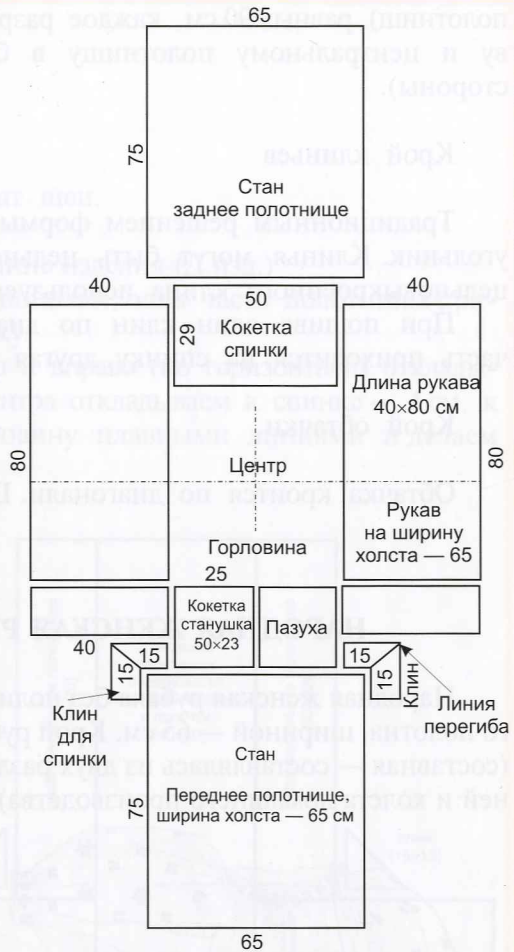 65
75
Стан
заднее полотнище
40
50
40
29
Кокетка
спинки
Длина рукава
40×80 см
80
80
Центр
Рукав
на ширину
холста — 65
Горловина
25
Кокетка
станушка
50×23
Пазуха
40
15
15
15
15
Клин
Клин
для
спинки
Линия
перегиба
Стан
75
Переднее полотнище,
ширина холста — 65 см
65